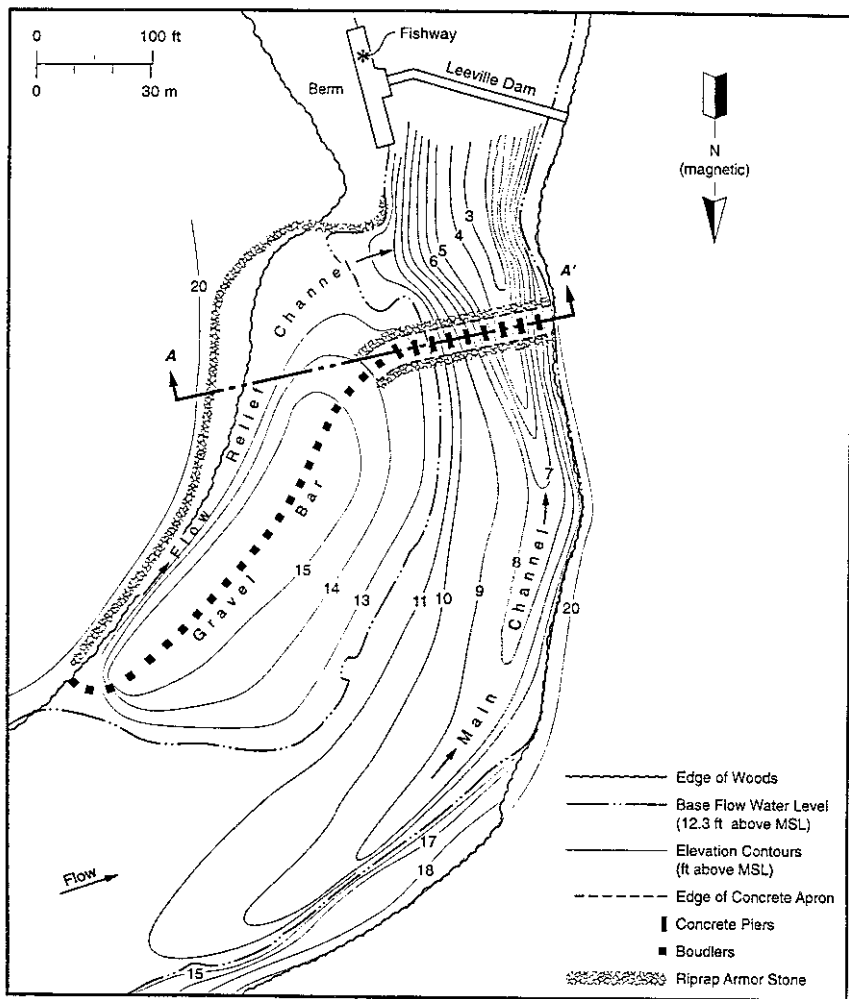 0 100 ft
0 30 m
Fishway
Leeville Dam
Berm
N
(magnetic)
3
4
5
6
20
Channel
A'
A
Relief
Flow
Gravel Bar
7
8
9
10
11
13
14
15
20
Main Channel
17
18
Flow
15
Edge of Woods
Base Flow Water Level
(12.3 ft above MSL)
Elevation Contours
(ft above MSL)
Edge of Concrete Apron
Concrete Piers
Boudlers
Riprap Armor Stone